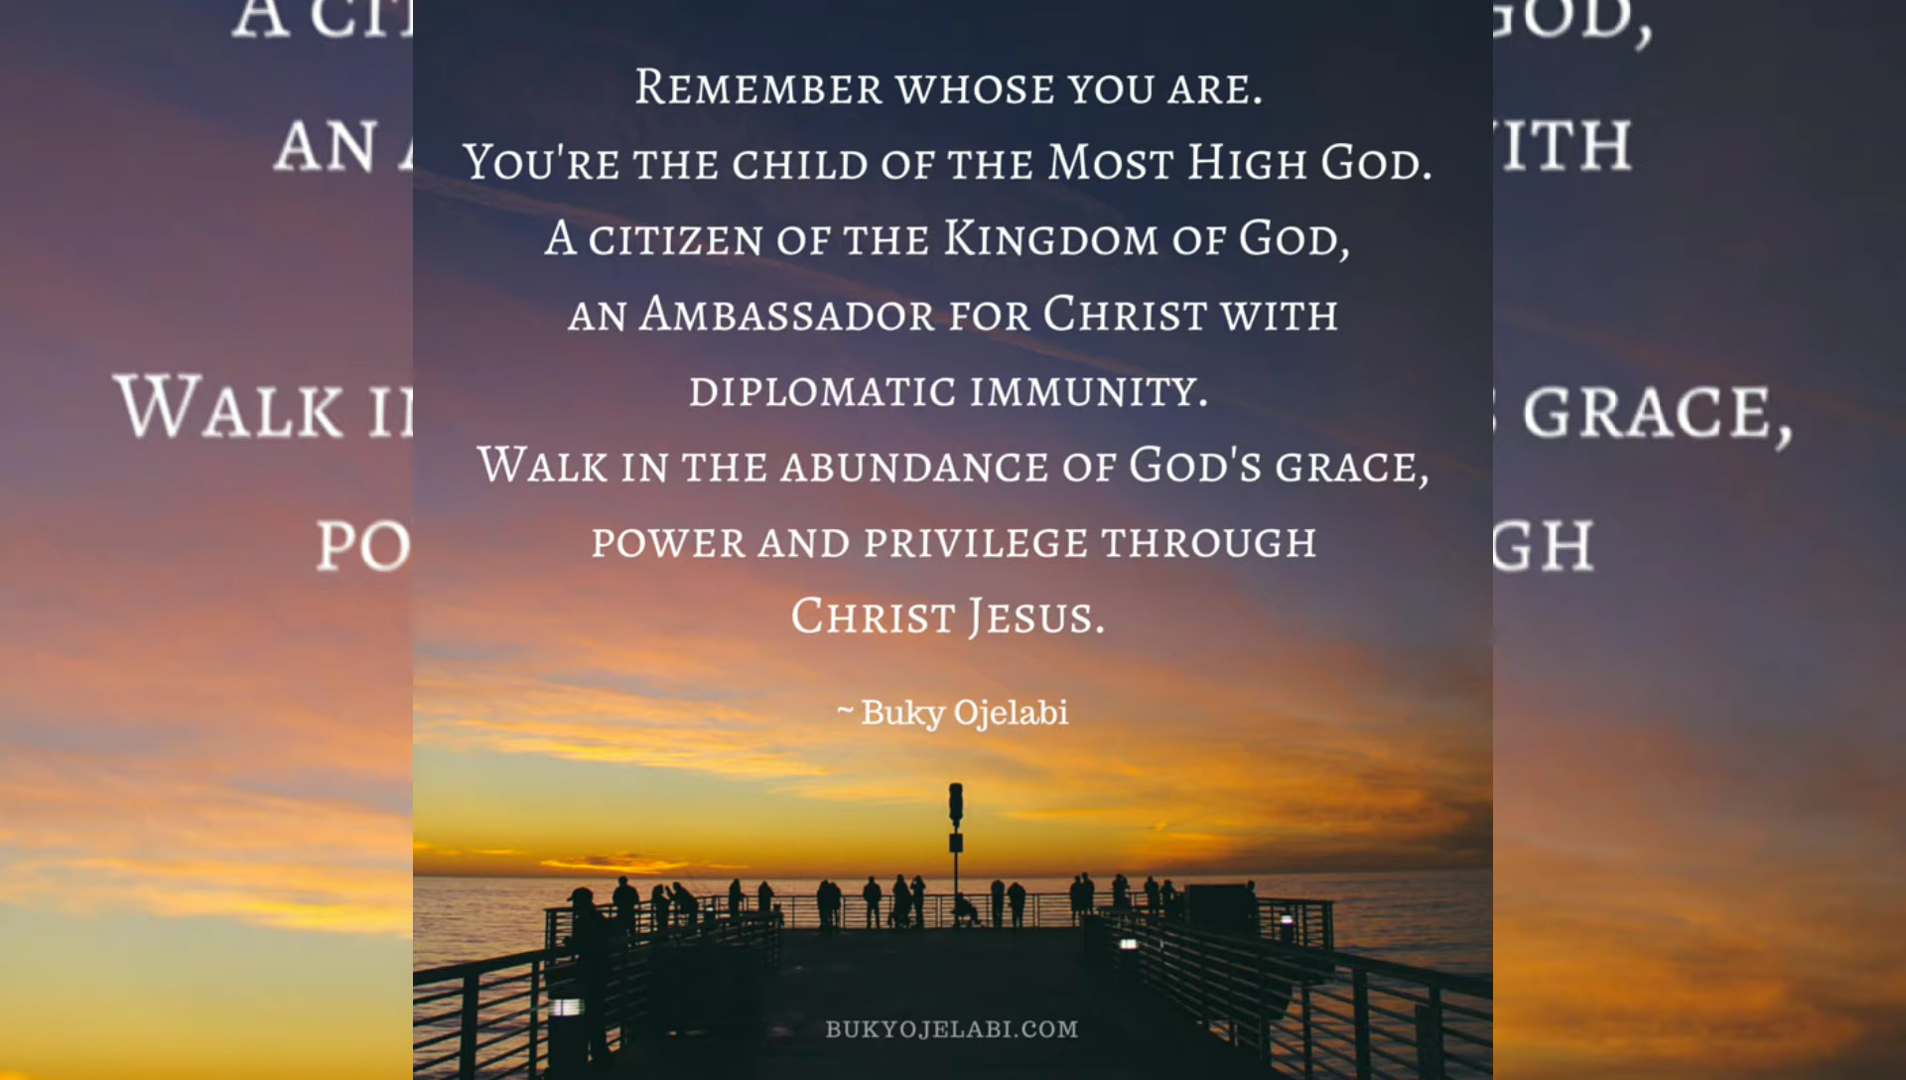 Remember whose you are.
You're the child of the Most High God.
A citizen of the Kingdom of God,
an Ambassador for Christ with
diplomatic immunity.
Walk in the abundance of God's grace,
power and privilege through
Christ Jesus.
~ Buky Ojelabi
BUKYOJELABI.COM